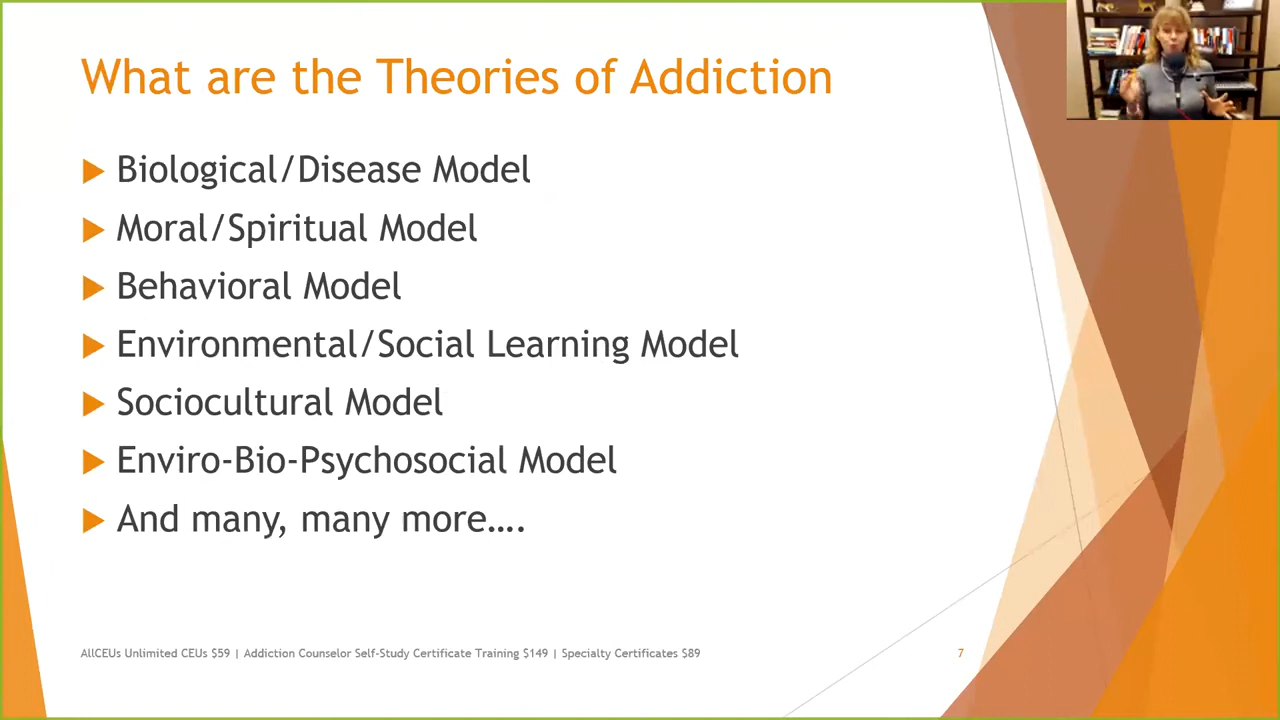 What are the Theories of Addiction
Biological/Disease Model
Moral/Spiritual Model
Behavioral Model
Environmental/Social Learning Model
Sociocultural Model
Enviro-Bio-Psychosocial Model
And many, many more….
AllCEUs Unlimited CEUs $59 | Addiction Counselor Self-Study Certificate Training $149 | Specialty Certificates $89
7